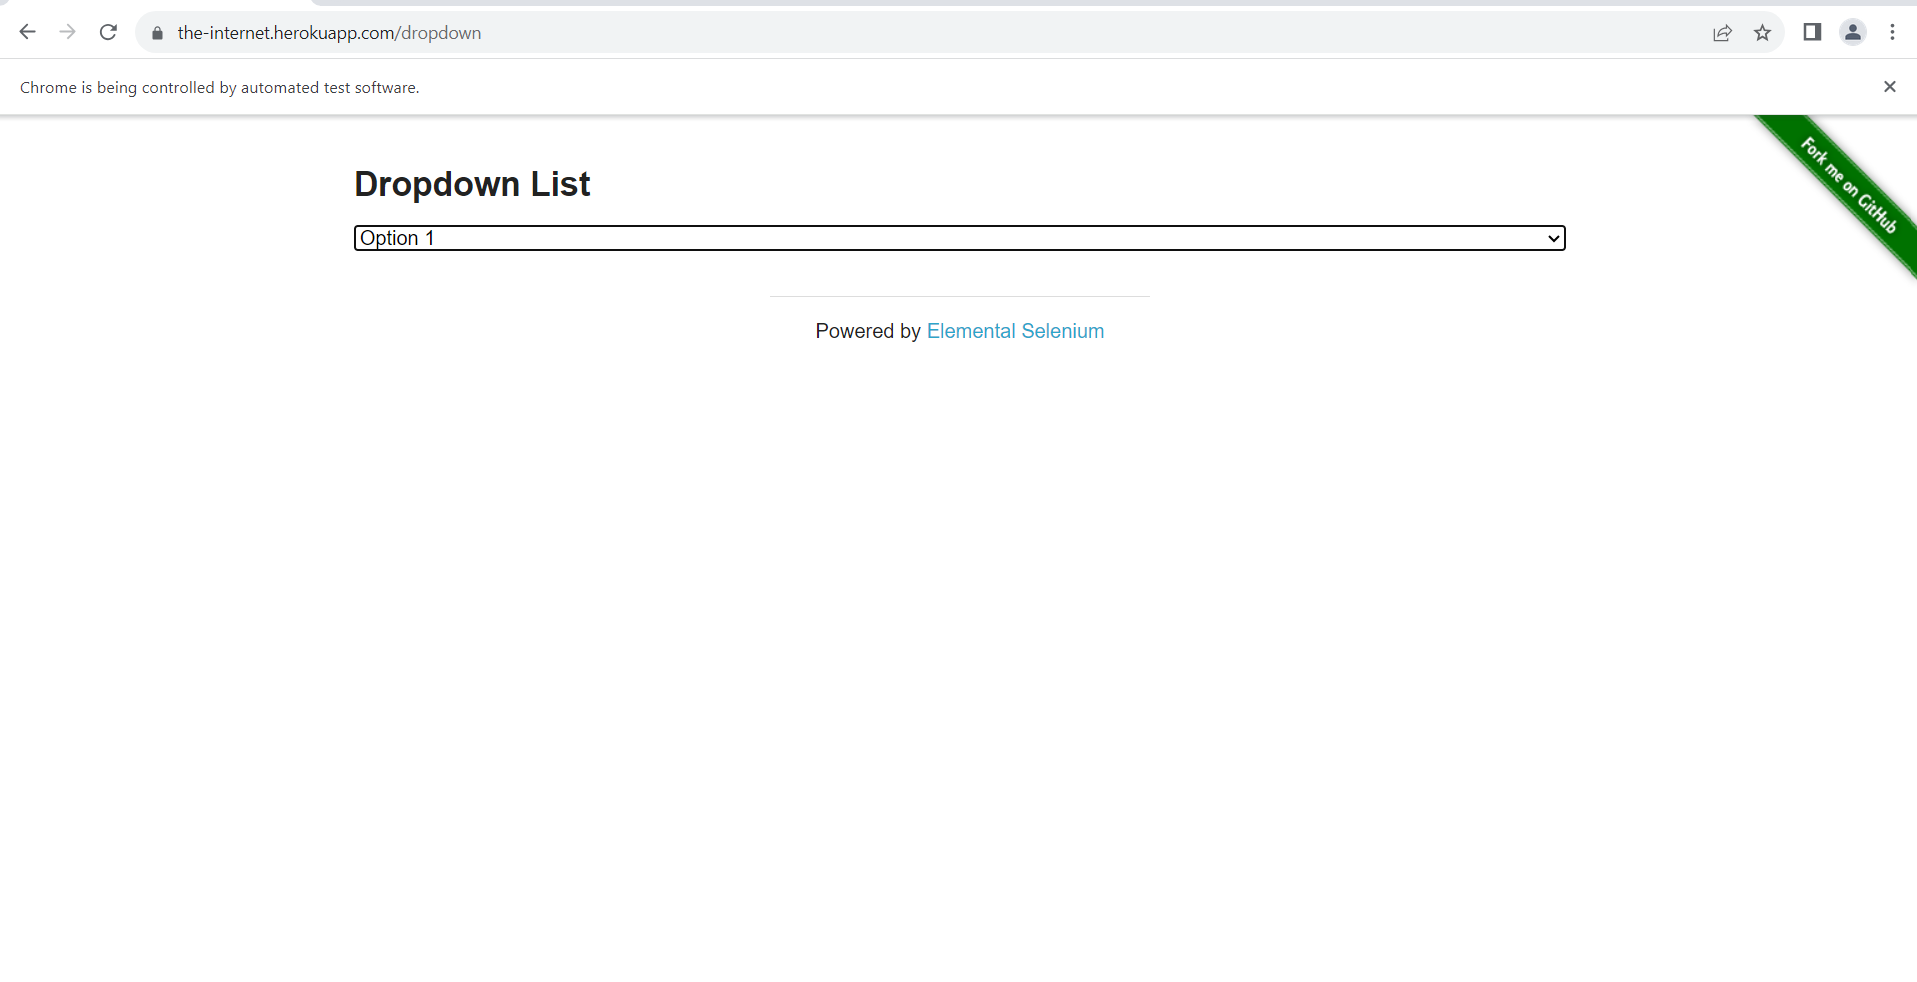 the-internet.herokuapp.com/dropdown
Chrome is being controlled by automated test software.
Fork me on GitHub
Dropdown List
Option 1
Powered by Elemental Selenium